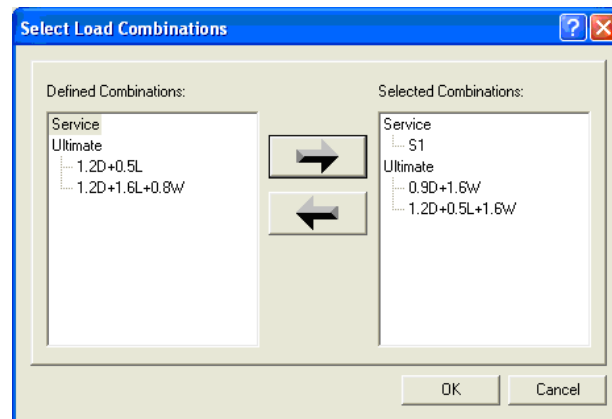 Select Load Combinations
?
Defined Combinations:
Service
Ultimate
1.2D+0.5L
1.2D+1.6L+0.8W
Selected Combinations:
Service
S1
Ultimate
0.9D+1.6W
1.2D+0.5L+1.6W
OK
Cancel